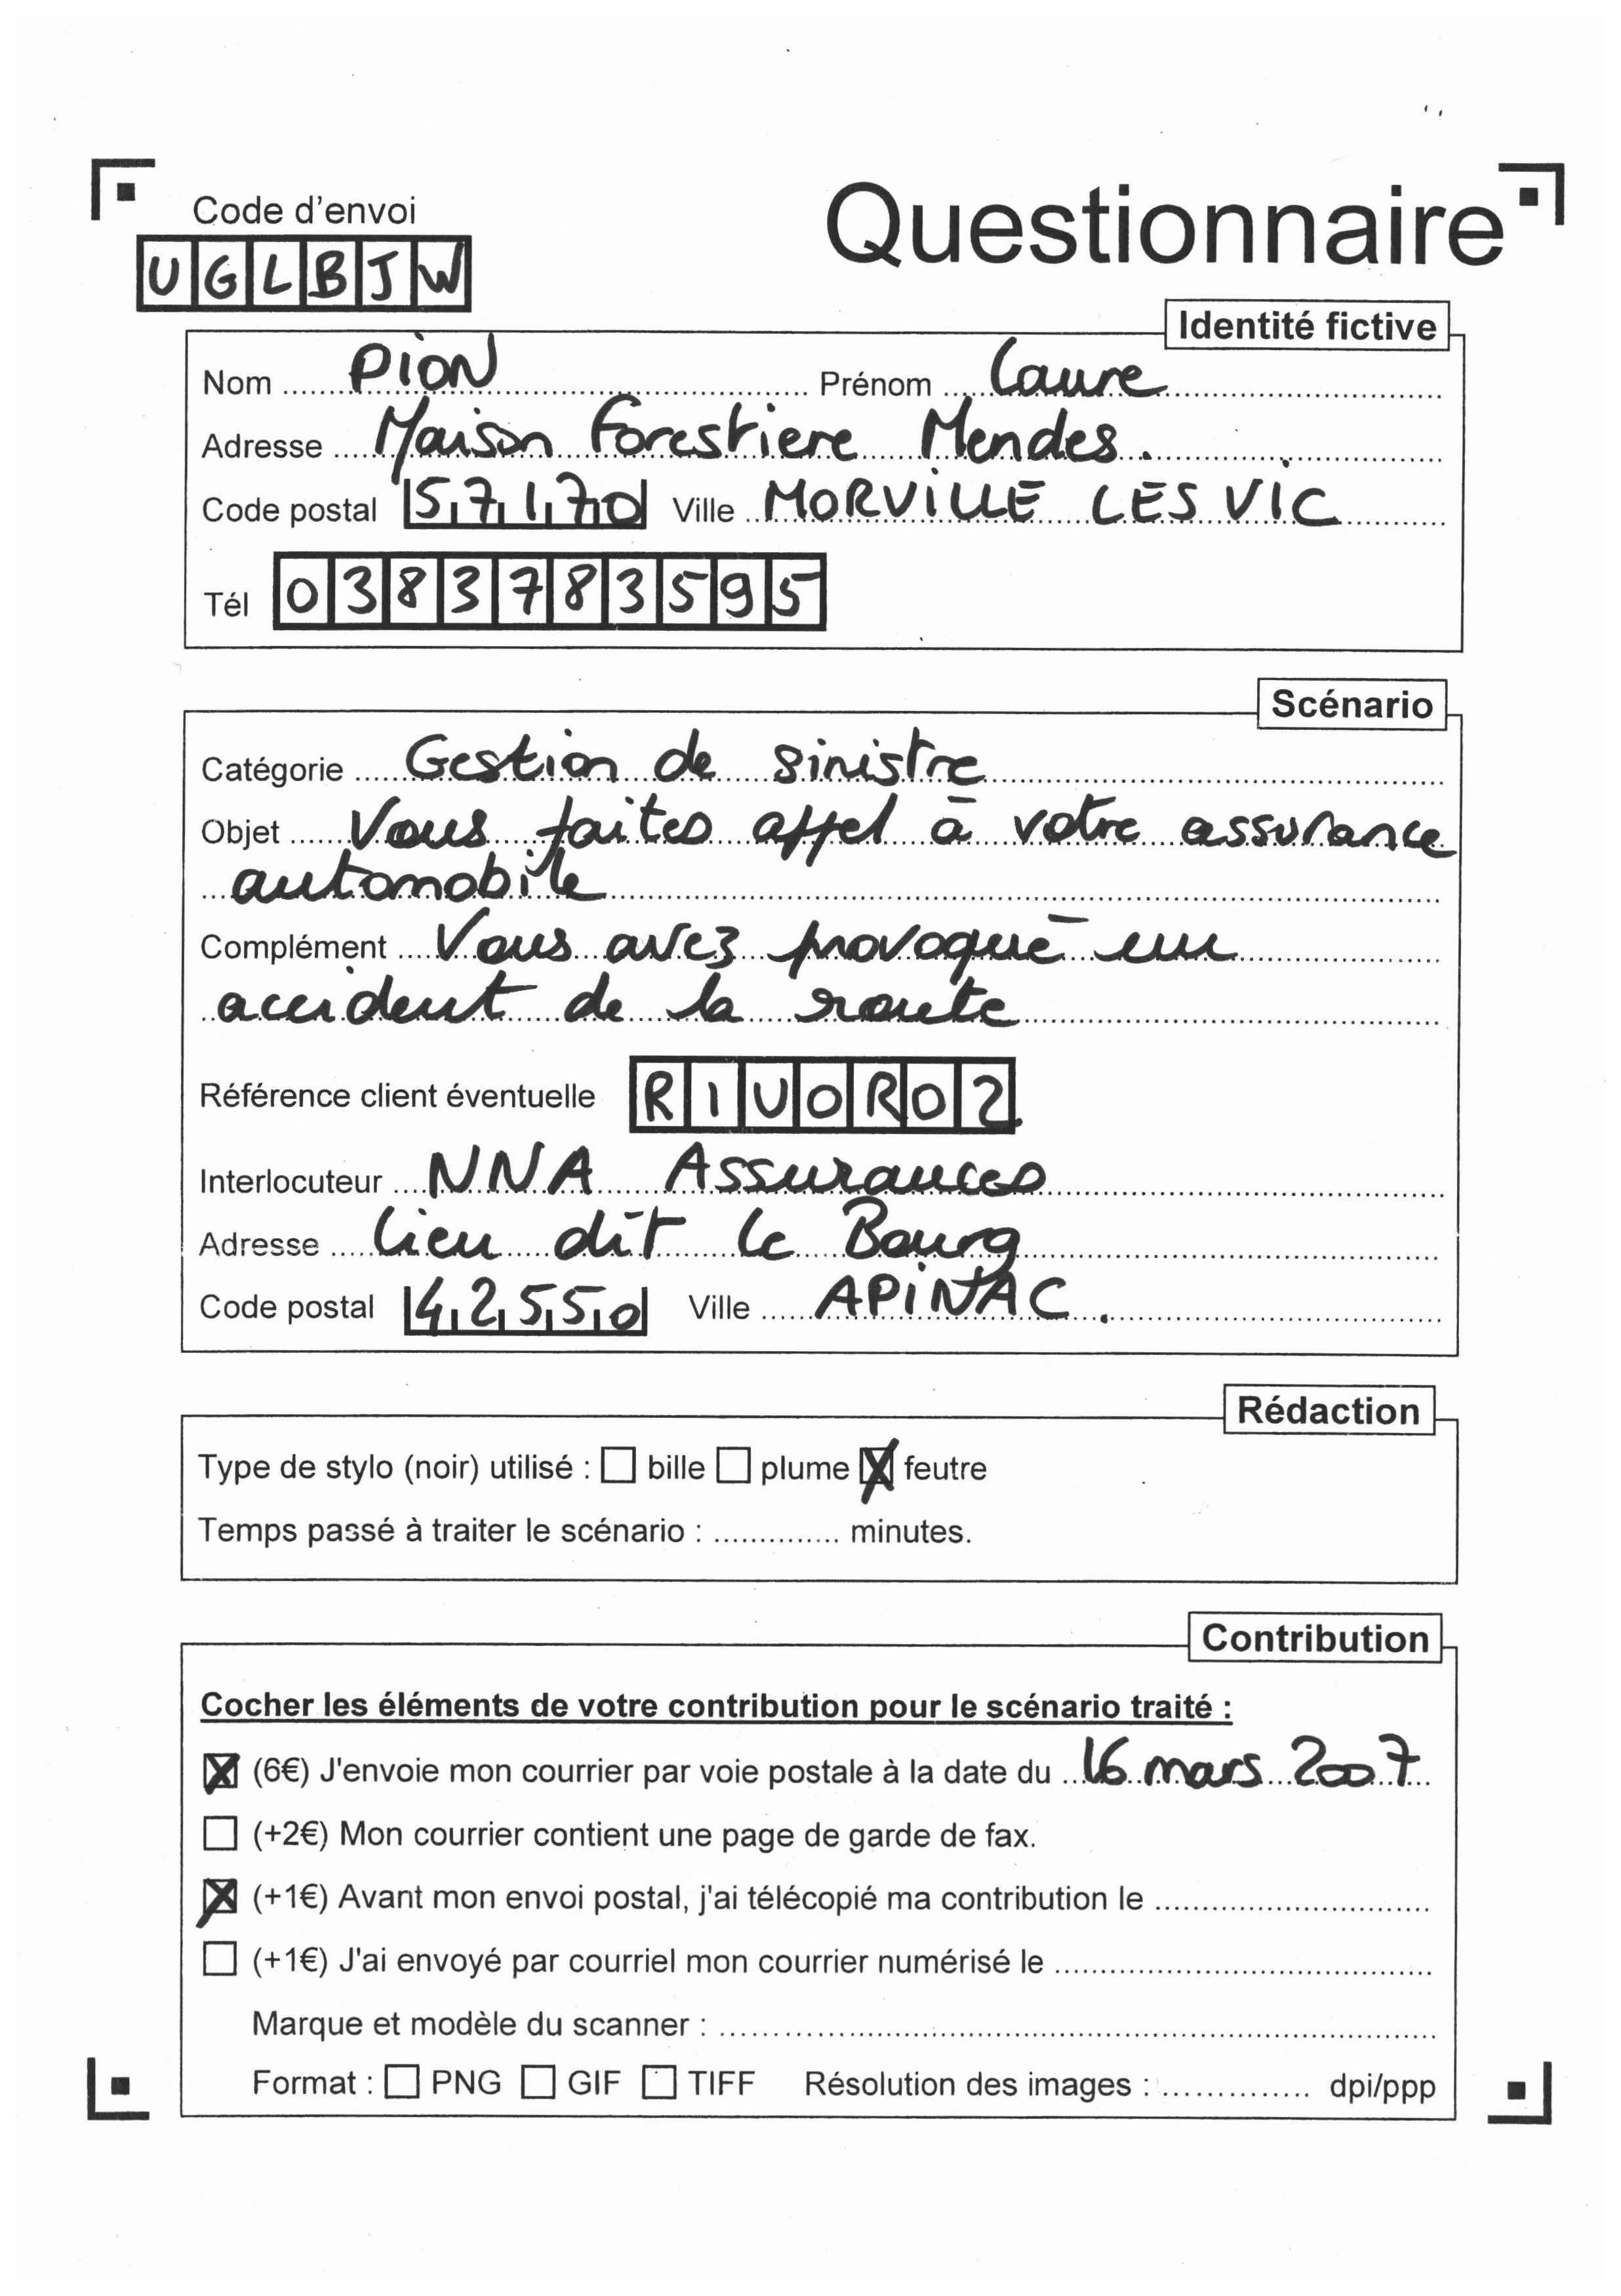 Code d'envoi
Questionnaire
UGLBJW
Identité fictive
Nom PiON Prénom Laure
Adresse Maison Forestiere Mendes.
Code postal 57170 Ville MORViLLE LES ViC
Tél 0383783595
Scénario
Catégorie Gestion de sinistre
Objet Vous faites appel à votre assurance
automobile
Complément Vous avez provoqué un
accident de la route
Référence client éventuelle RIUORO2
Interlocuteur NNA Assurances
Adresse Lieu dit le Bourg
Code postal 42550 Ville APiNAC.
Rédaction
Type de stylo (noir) utilisé : bille plume feutre
Temps passé à traiter le scénario : .............. minutes.
Contribution
Cocher les éléments de votre contribution pour le scénario traité :
(6€) J'envoie mon courrier par voie postale à la date du 16 mars 2007
(+2€) Mon courrier contient une page de garde de fax.
(+1€) Avant mon envoi postal, j'ai télécopié ma contribution le
(+1€) J'ai envoyé par courriel mon courrier numérisé le
Marque et modèle du scanner :
Format : PNG GIF TIFF Résolution des images : .............. dpi/ppp